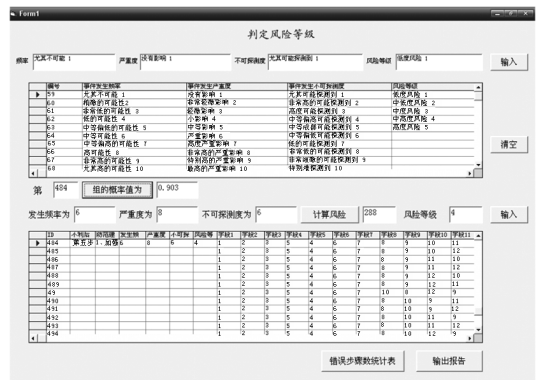 Form1
判定风险等级
频率 尤其不可能 1 严重度 没有影响 1 不可探测度 尤其可能探测到 1 风险等级 低度风险 1 输入
编号 事件发生频率 事件发生严重度 事件发生不可探测度 风险等级
59 尤其不可能 1 没有影响 1 尤其可能探测到 1 低度风险 1
60 稍微的可能性2 非常轻微影响 2 非常高的可能探测到 2 中低度风险 2
61 非常低的可能性 3 轻微影响 3 高度可能探测到 3 中度风险 3
62 低的可能性 4 小影响 4 中等偏高可能探测到 4 中高度风险 4
63 中等偏低的可能性 5 中等影响 5 中等成都可能探测到 5 高度风险 5
64 中等可能性 6 严重影响 6 中等偏低可能探测到 6
65 中等偏高的可能性 7 高度严重影响 7 低的可能探测到 7
66 高可能性 8 非常高的严重影响 8 非常低的可能探测到 8
67 非常高的可能性 9 特别高的严重影响 9 非常细微的可能探测到 9
68 尤其高的可能性 10 最高的严重影响 10 特别难探测到 10
清空
第 484 组的概率值为 0.903
发生频率为 6 严重度为 8 不可探测度为 6 计算风险 288 风险等级 4 输入
ID 不利后 防范建 发生频 严重度 不可探 风险等 字段1 字段2 字段3 字段4 字段6 字段7 字段8 字段9 字段10 字段11
484 第五步 1、加强 6 8 6 4 1 2 3 5 4 6 7 8 9 10 11
485 1 2 3 5 4 6 7 8 9 10 12
486 1 2 3 5 4 6 7 8 9 11 10
487 1 2 3 5 4 6 7 8 9 11 12
488 1 2 3 5 4 6 7 8 9 12 10
489 1 2 3 5 4 6 7 8 9 12 11
49 1 2 3 5 4 6 7 10 8 12 9
490 1 2 3 5 4 6 7 8 10 9 11
491 1 2 3 5 4 6 7 8 10 9 12
492 1 2 3 5 4 6 7 8 10 11 9
493 1 2 3 5 4 6 7 8 10 11 12
494 1 2 3 5 4 6 7 8 10 12 9
错误步骤数统计表 输出报告